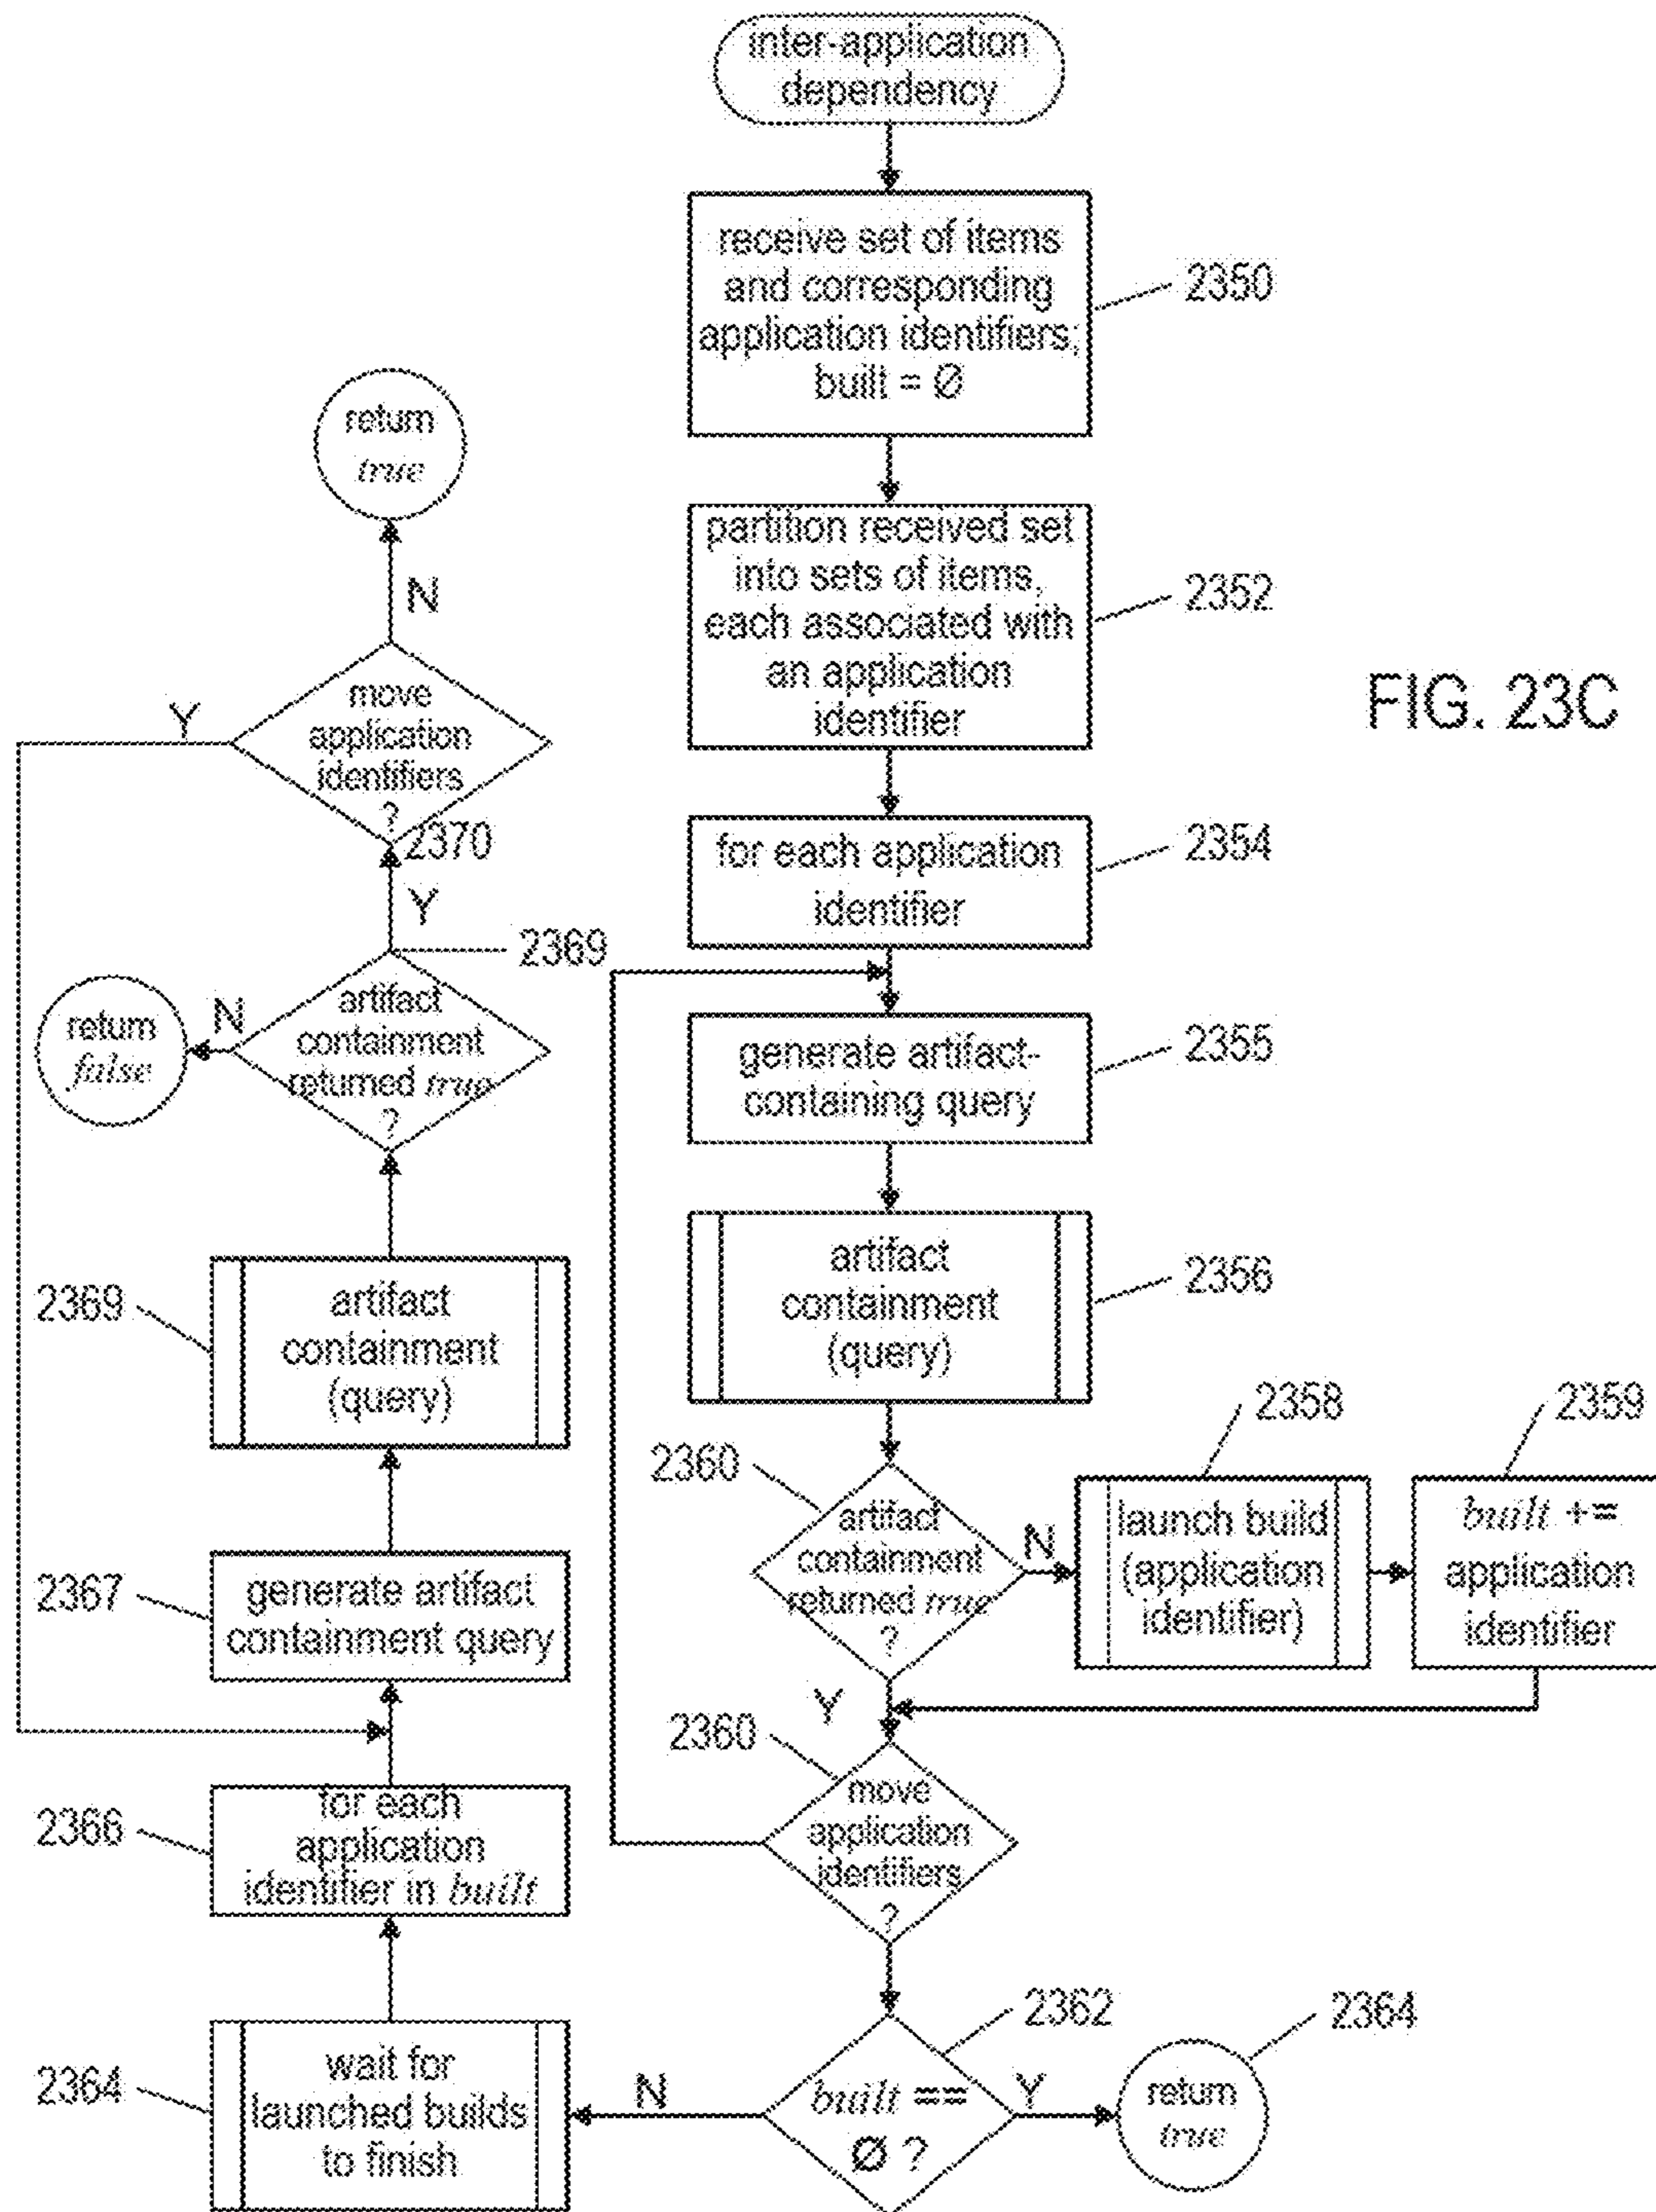 inter-application
dependency
receive set of items
and corresponding
application identifiers;
built = Ø
2350
partition received set
into sets of items,
each associated with
an application
identifier
2352
FIG. 23C
for each application
identifier
2354
generate artifact-
containing query
2355
artifact
containment
(query)
2356
2360
artifact
containment
returned true
?
N
Y
2358
launch build
(application
identifier)
2359
built +=
application
identifier
2360
move
application
identifiers
?
2362
built ==
Ø ?
Y
N
2364
return
true
2364
wait for
launched builds
to finish
2366
for each
application
identifier in built
2367
generate artifact
containment query
2369
artifact
containment
(query)
2369
artifact
containment
returned true
?
N
return
false
Y
2370
move
application
identifiers
?
Y
N
return
true